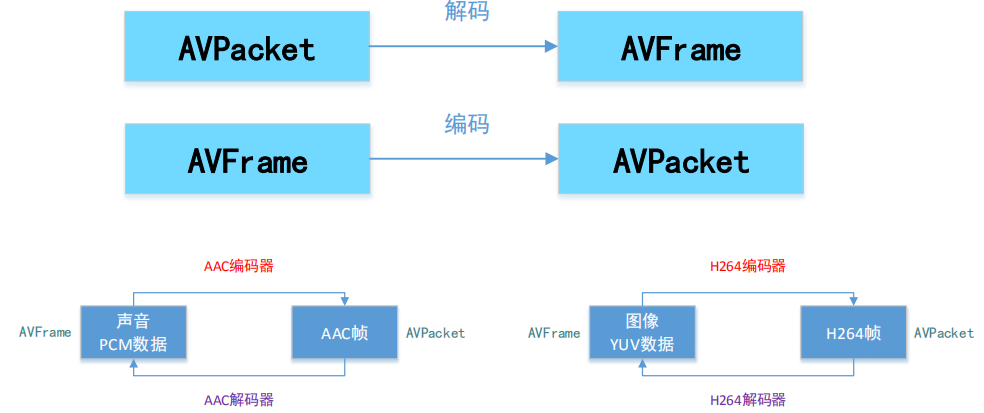 解码
AVPacket
AVFrame
编码
AVFrame
AVPacket
AAC编码器
H264编码器
AVFrame
声音
PCM数据
AAC帧
AVPacket
AVFrame
图像
YUV数据
H264帧
AVPacket
AAC解码器
H264解码器